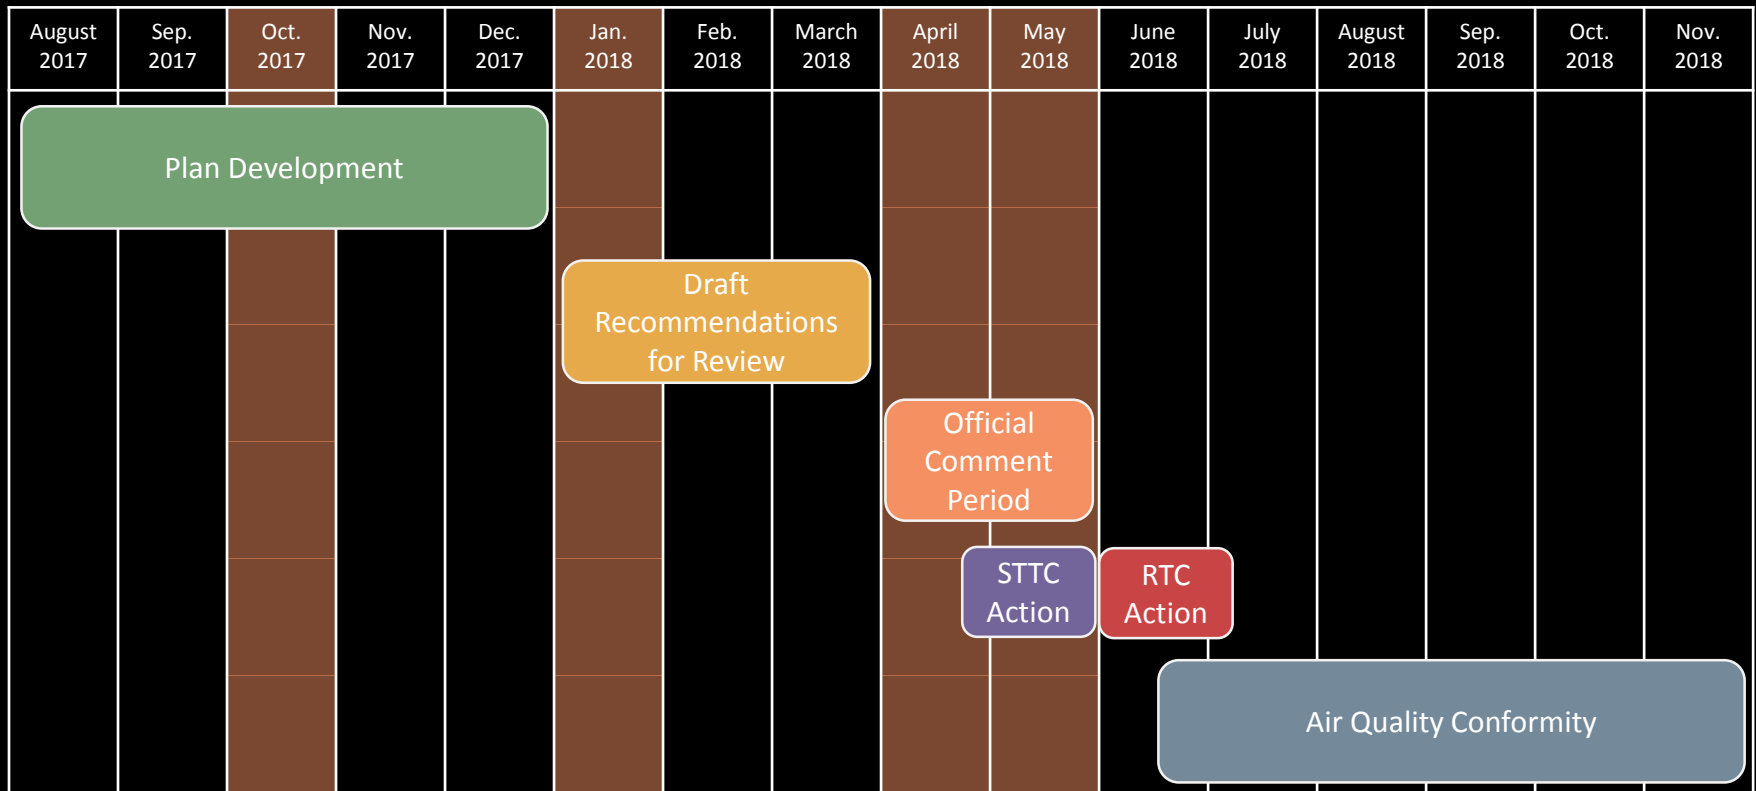 August Sep. Oct. Nov. Dec. Jan. Feb. March April May June July August Sep. Oct. Nov.
2017 2017 2017 2017 2017 2018 2018 2018 2018 2018 2018 2018 2018 2018 2018 2018
Plan Development
Draft
Recommendations
for Review
Official
Comment
Period
STTC
Action
RTC
Action
Air Quality Conformity